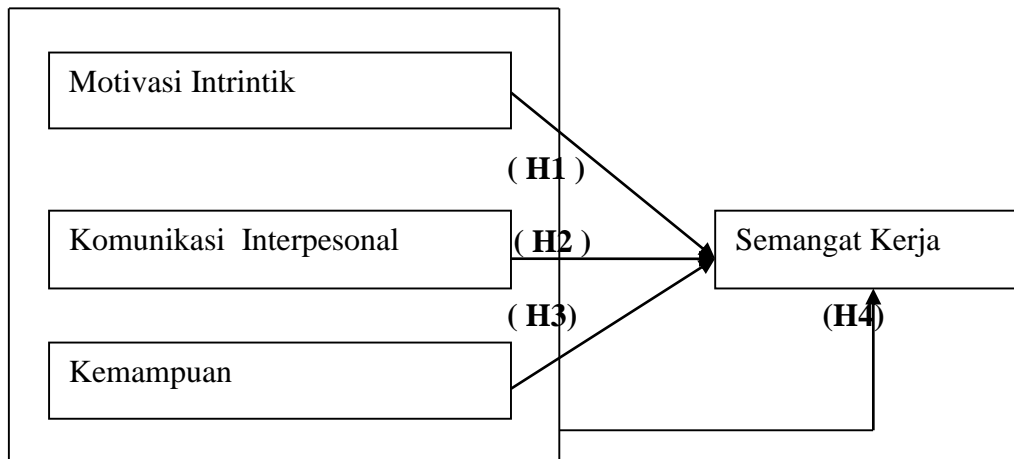 Motivasi Intrintik
( H1 )
Komunikasi  Interpesonal
( H2 )
Semangat Kerja
( H3)
(H4)
Kemampuan